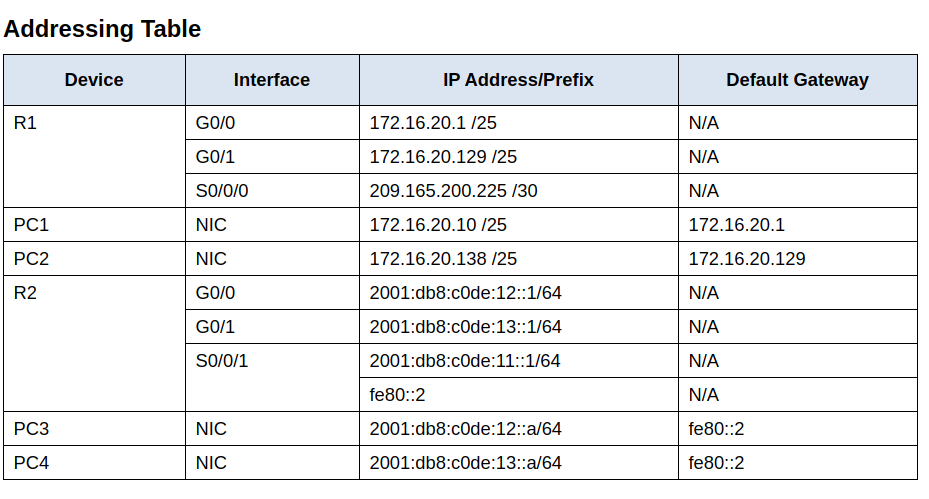 Addressing Table
Device Interface IP Address/Prefix Default Gateway
R1 G0/0 172.16.20.1 /25 N/A
G0/1 172.16.20.129 /25 N/A
S0/0/0 209.165.200.225 /30 N/A
PC1 NIC 172.16.20.10 /25 172.16.20.1
PC2 NIC 172.16.20.138 /25 172.16.20.129
R2 G0/0 2001:db8:c0de:12::1/64 N/A
G0/1 2001:db8:c0de:13::1/64 N/A
S0/0/1 2001:db8:c0de:11::1/64 N/A
fe80::2 N/A
PC3 NIC 2001:db8:c0de:12::a/64 fe80::2
PC4 NIC 2001:db8:c0de:13::a/64 fe80::2